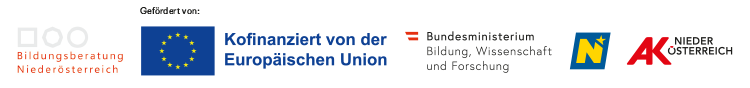 Gefördert von:
Bildungsberatung
Niederösterreich
Kofinanziert von der
Europäischen Union
Bundesministerium
Bildung, Wissenschaft
und Forschung
N
AK NIEDER
ÖSTERREICH